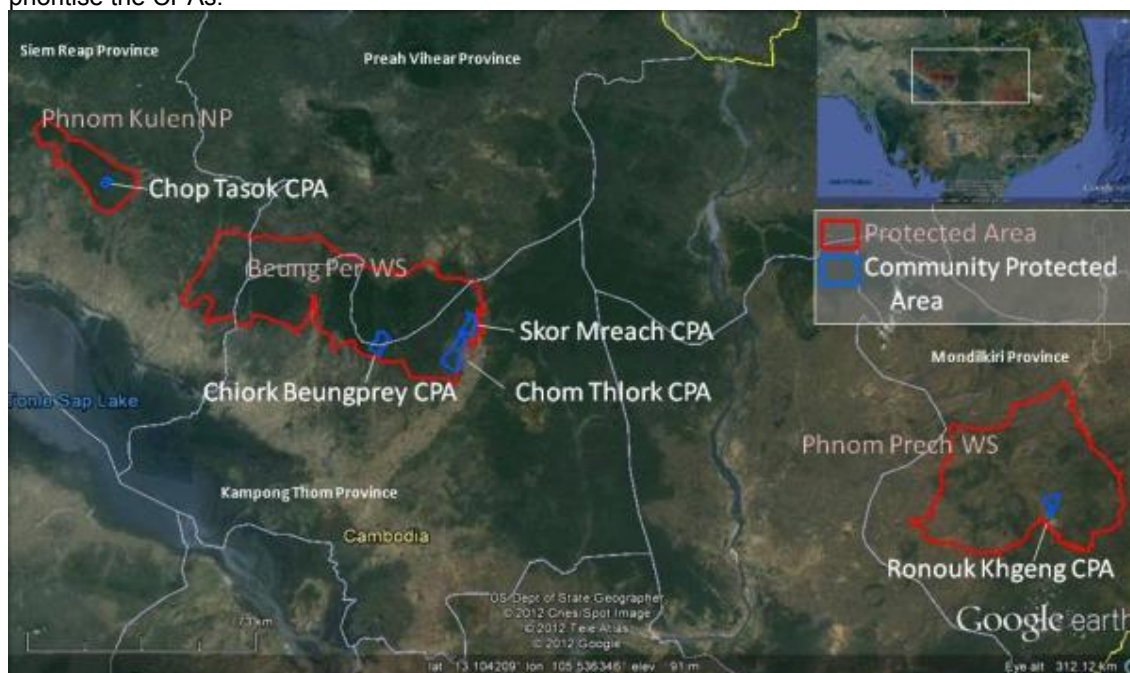 prioritise the CPAs.
Siem Reap Province
Preah Vihear Province
Phnom Kulen NP
Chop Tasok CPA
Protected Area
Community Protected
Area
Beung Per WS
Skor Mreach CPA
Chiork Beungprey CPA
Chom Thlork CPA
Mondilkiri Province
Tonle Sap Lake
Phnom Prech WS
Kampong Thom Province
Cambodia
Ronouk Khgeng CPA
US Dept of State Geographer
© 2012 Cnes/Spot Image
© 2012 Tele Atlas
© 2012 Google
Google earth
73 km
lat 13.104209° lon 105.536346° elev 91 m
Eye alt 312.12 km